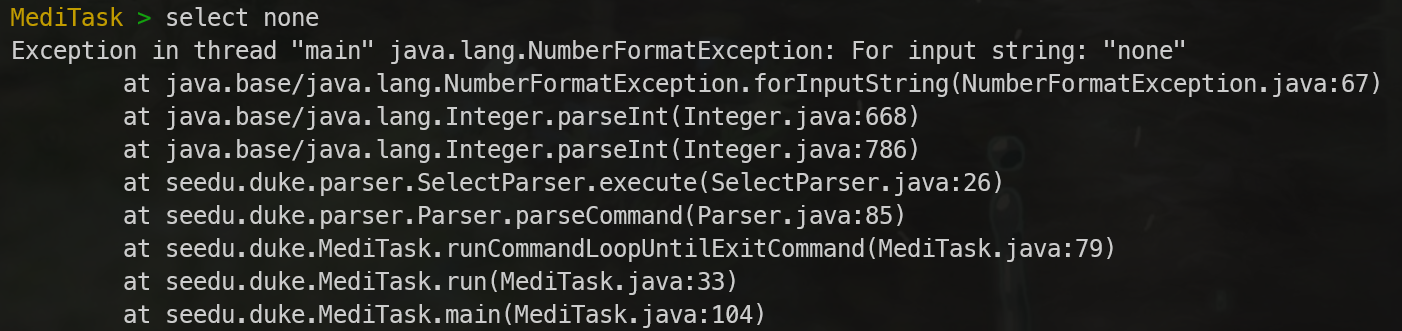 MediTask > select none
Exception in thread "main" java.lang.NumberFormatException: For input string: "none"
at java.base/java.lang.NumberFormatException.forInputString(NumberFormatException.java:67)
at java.base/java.lang.Integer.parseInt(Integer.java:668)
at java.base/java.lang.Integer.parseInt(Integer.java:786)
at seedu.duke.parser.SelectParser.execute(SelectParser.java:26)
at seedu.duke.parser.Parser.parseCommand(Parser.java:85)
at seedu.duke.MediTask.runCommandLoopUntilExitCommand(MediTask.java:79)
at seedu.duke.MediTask.run(MediTask.java:33)
at seedu.duke.MediTask.main(MediTask.java:104)